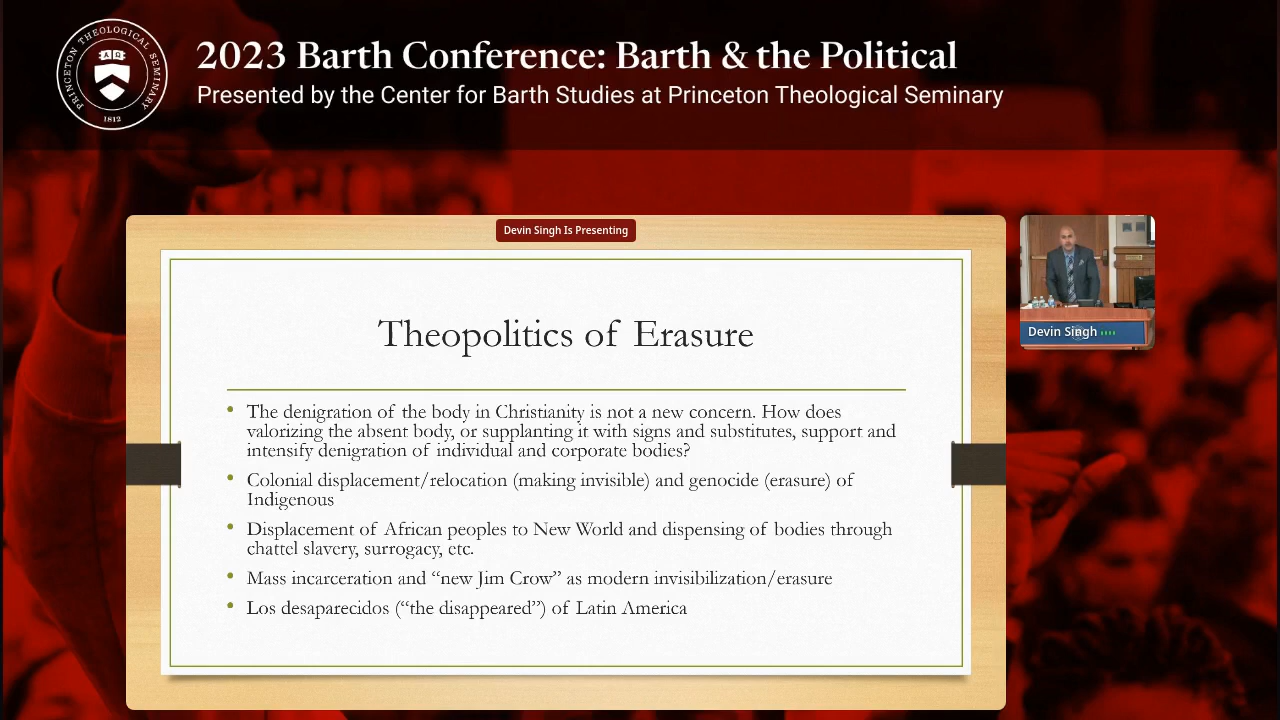 PRINCETON THEOLOGICAL SEMINARY
1812
2023 Barth Conference: Barth & the Political
Presented by the Center for Barth Studies at Princeton Theological Seminary
Devin Singh Is Presenting
Devin Singh
Theopolitics of Erasure
• The denigration of the body in Christianity is not a new concern. How does
valorizing the absent body, or supplanting it with signs and substitutes, support and
intensify denigration of individual and corporate bodies?
• Colonial displacement/relocation (making invisible) and genocide (erasure) of
Indigenous
• Displacement of African peoples to New World and dispensing of bodies through
chattel slavery, surrogacy, etc.
• Mass incarceration and “new Jim Crow” as modern invisibilization/erasure
• Los desaparecidos (“the disappeared”) of Latin America